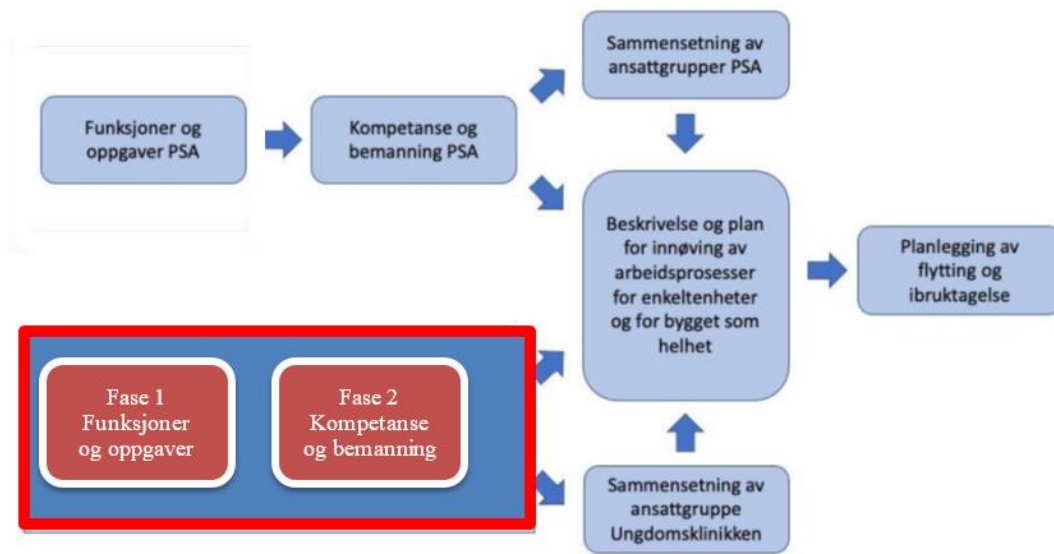 Funksjoner og
oppgaver PSA
Kompetanse og
bemanning PSA
Sammensetning av
ansattgrupper PSA
Beskrivelse og plan
for innøving av
arbeidsprosesser
for enkeltenheter
og for bygget som
helhet
Planlegging av
flytting og
ibruktagelse
Fase 1
Funksjoner
og oppgaver
Fase 2
Kompetanse
og bemanning
Sammensetning av
ansattgruppe
Ungdomsklinikken